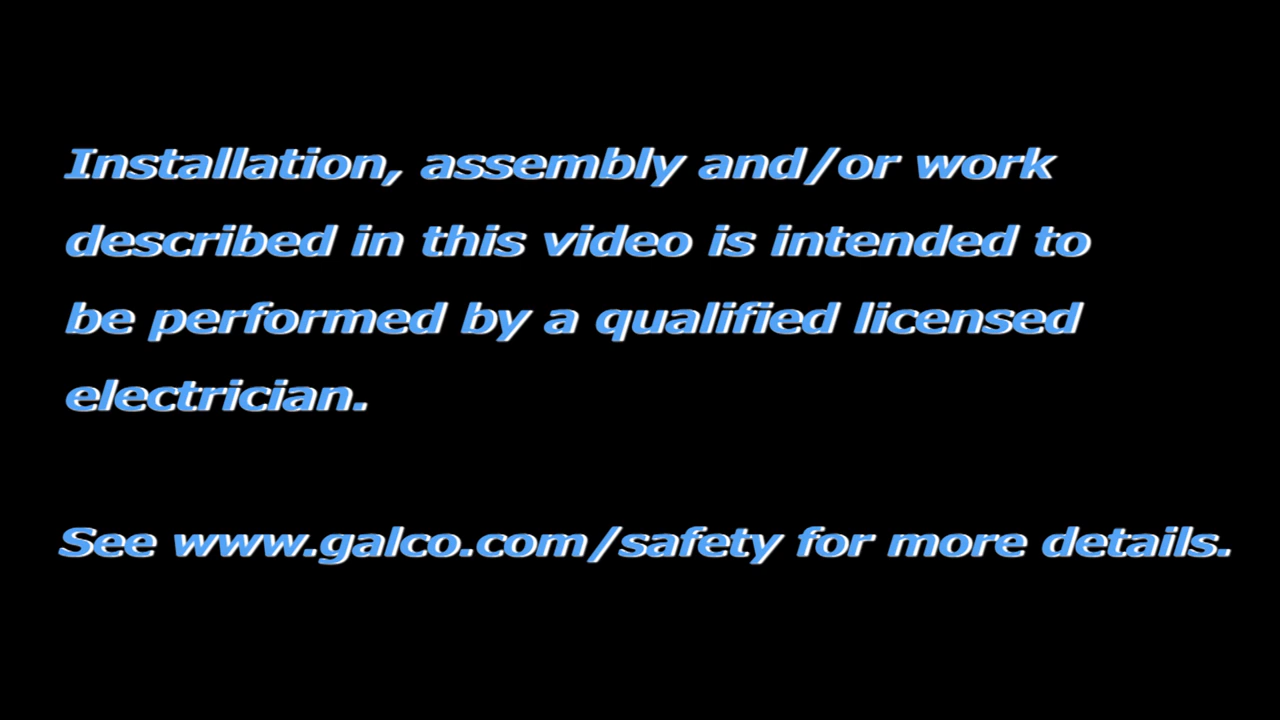 Installation, assembly and/or work
described in this video is intended to
be performed by a qualified licensed
electrician.
See www.galco.com/safety for more details.